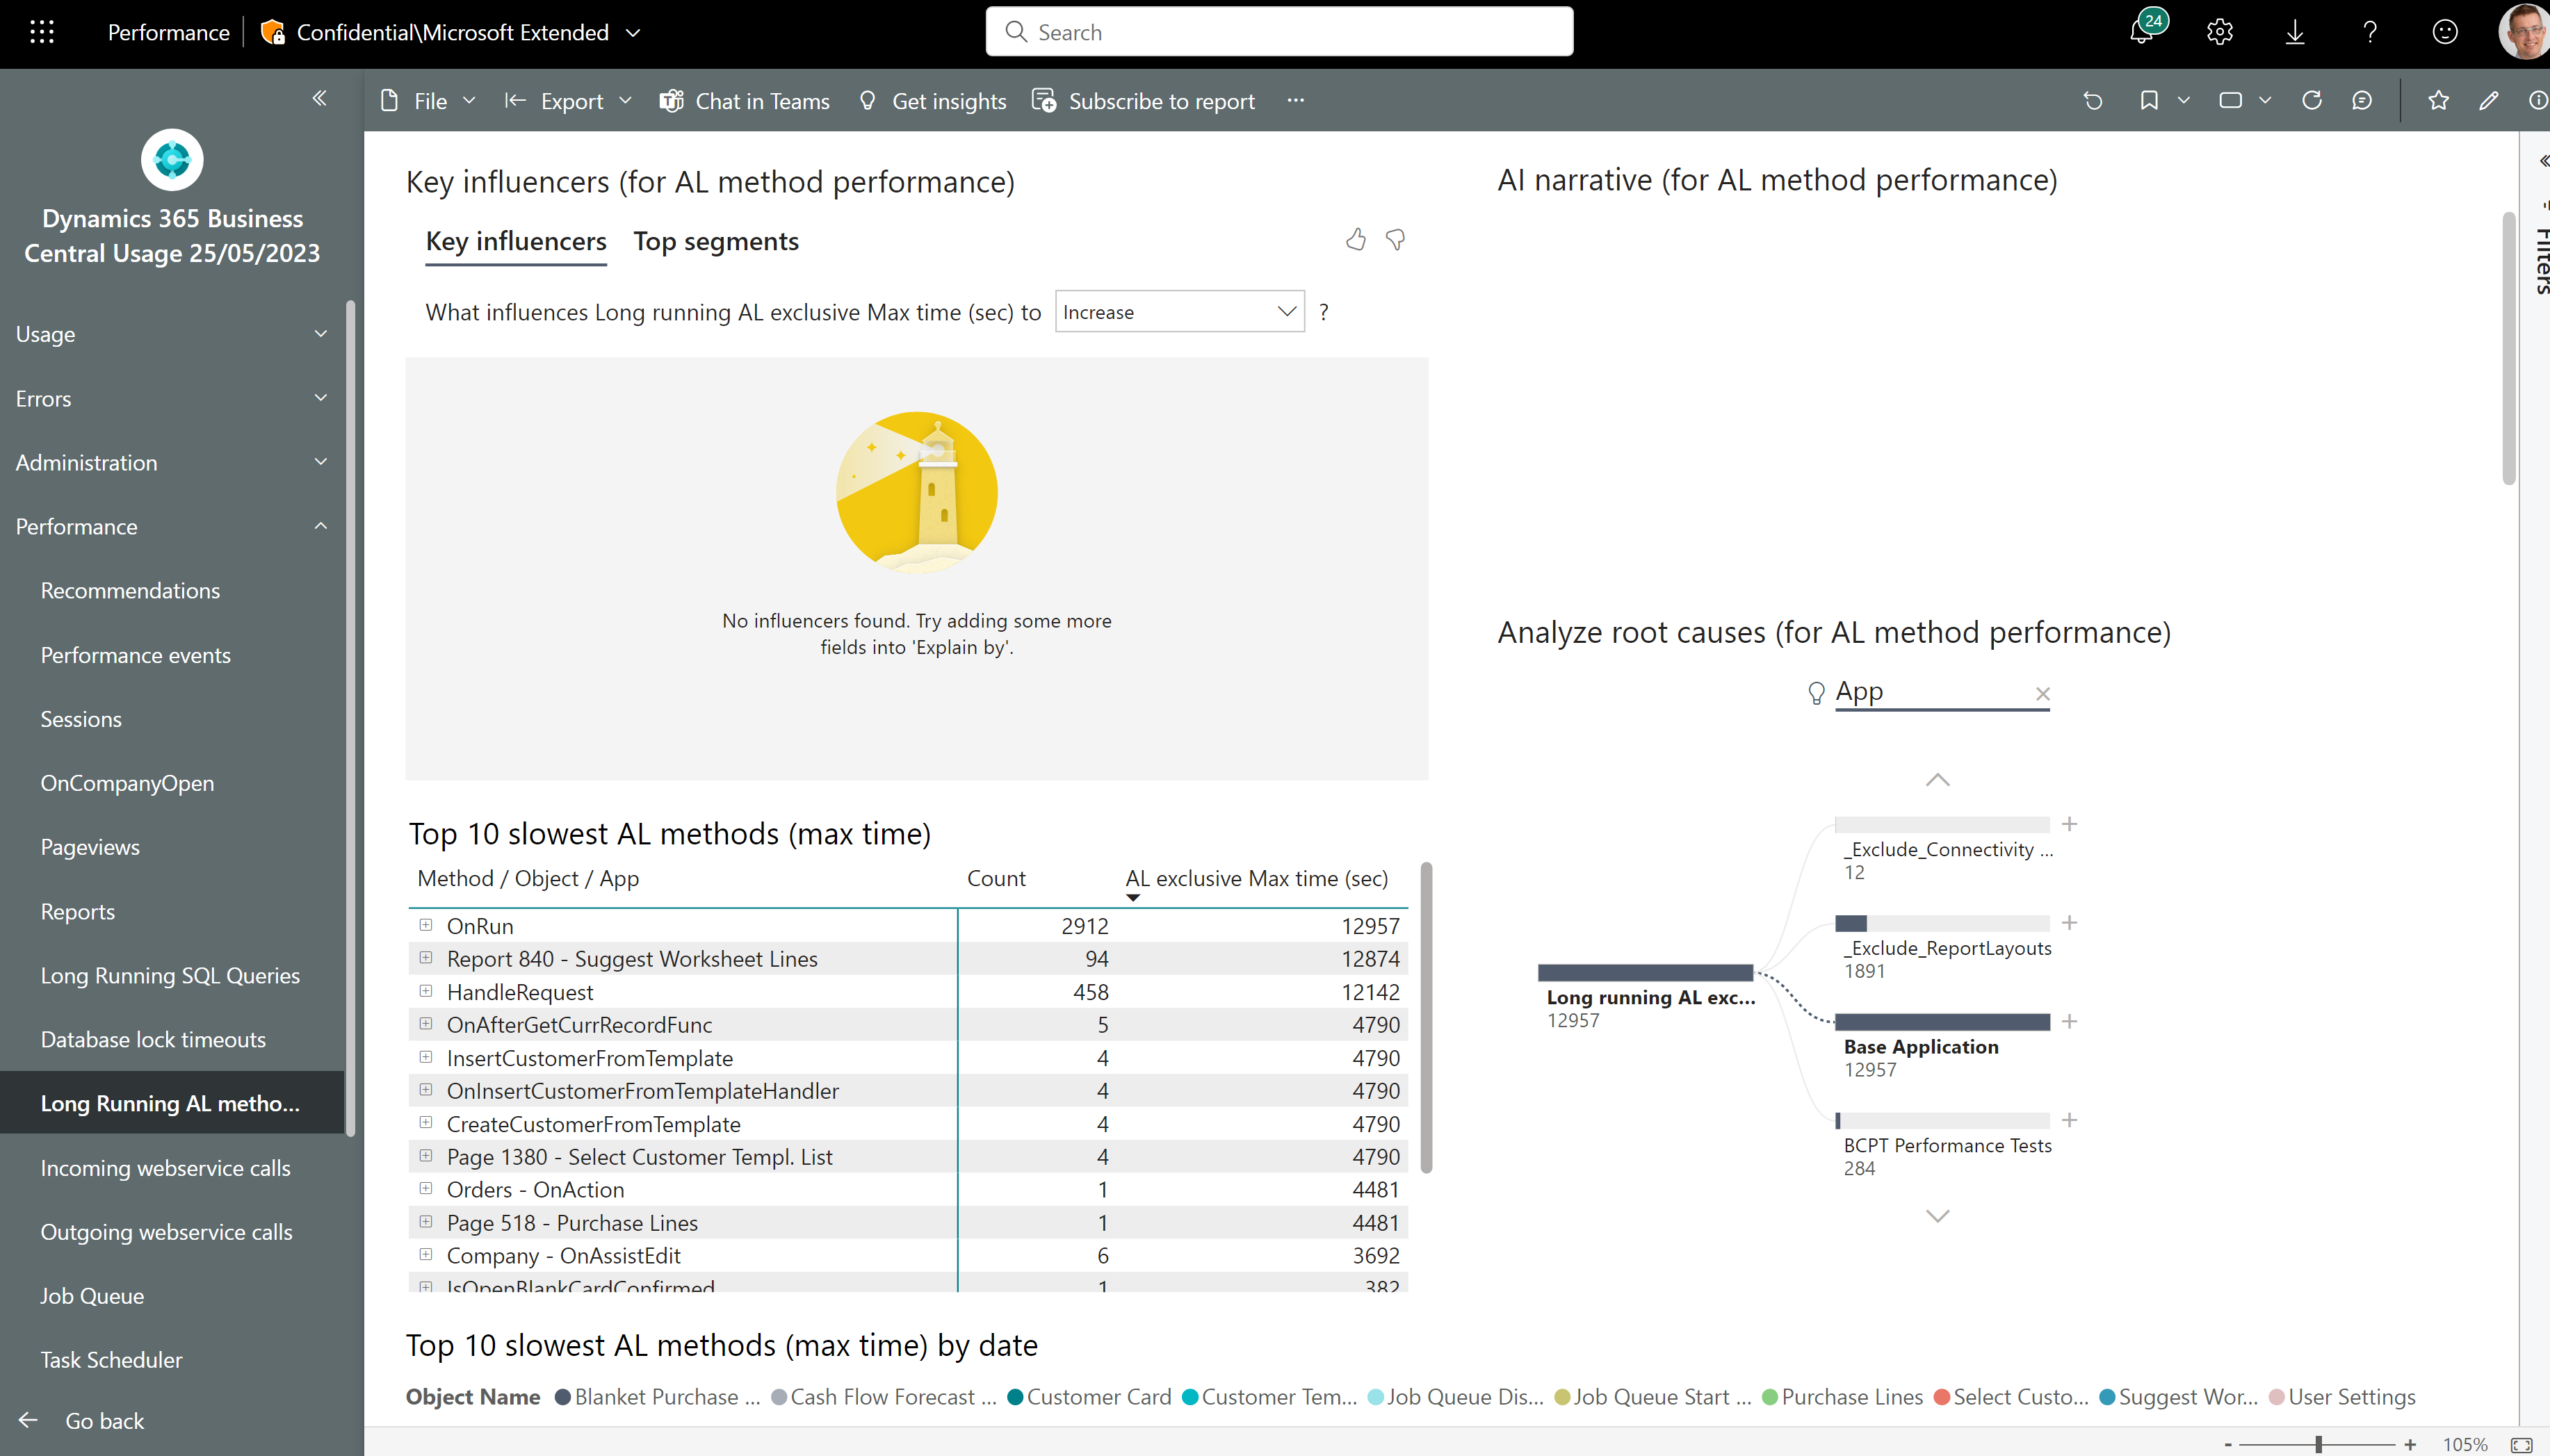 Performance
Confidential\Microsoft Extended
Search
24
File
Export
Chat in Teams
Get insights
Subscribe to report
Dynamics 365 Business
Central Usage 25/05/2023
Usage
Errors
Administration
Performance
Recommendations
Performance events
Sessions
OnCompanyOpen
Pageviews
Reports
Long Running SQL Queries
Database lock timeouts
Long Running AL metho...
Incoming webservice calls
Outgoing webservice calls
Job Queue
Task Scheduler
Go back
Key influencers (for AL method performance)
Key influencers Top segments
What influences Long running AL exclusive Max time (sec) to Increase ?
No influencers found. Try adding some more
fields into 'Explain by'.
Top 10 slowest AL methods (max time)
Method / Object / App Count AL exclusive Max time (sec)
OnRun 2912 12957
Report 840 - Suggest Worksheet Lines 94 12874
HandleRequest 458 12142
OnAfterGetCurrRecordFunc 5 4790
InsertCustomerFromTemplate 4 4790
OnInsertCustomerFromTemplateHandler 4 4790
CreateCustomerFromTemplate 4 4790
Page 1380 - Select Customer Templ. List 4 4790
Orders - OnAction 1 4481
Page 518 - Purchase Lines 1 4481
Company - OnAssistEdit 6 3692
IsOpenBlankCardConfirmed 1 382
AI narrative (for AL method performance)
Analyze root causes (for AL method performance)
App
_Exclude_Connectivity ...
12
_Exclude_ReportLayouts
1891
Long running AL exc...
12957
Base Application
12957
BCPT Performance Tests
284
Filters
Top 10 slowest AL methods (max time) by date
Object Name Blanket Purchase ... Cash Flow Forecast ... Customer Card Customer Tem... Job Queue Dis... Job Queue Start ... Purchase Lines Select Custo... Suggest Wor... User Settings
- + 105%